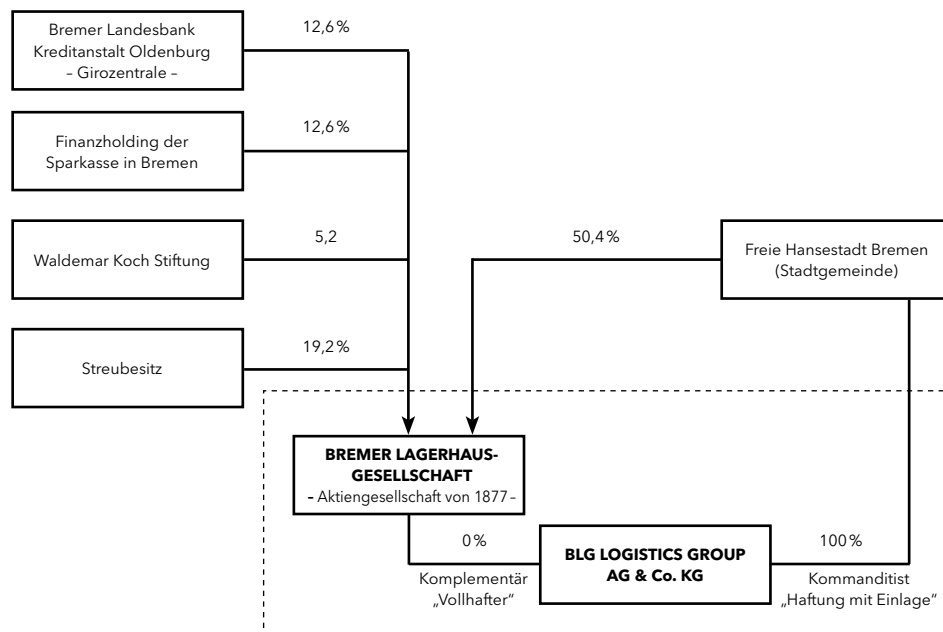 Bremer Landesbank
Kreditanstalt Oldenburg
– Girozentrale –
12,6 %
Finanzholding der
Sparkasse in Bremen
12,6 %
Waldemar Koch Stiftung
5,2
50,4 %
Freie Hansestadt Bremen
(Stadtgemeinde)
Streubesitz
19,2 %
BREMER LAGERHAUS-
GESELLSCHAFT
– Aktiengesellschaft von 1877 –
0 %
Komplementär
„Vollhafter“
BLG LOGISTICS GROUP
AG & Co. KG
100 %
Kommanditist
„Haftung mit Einlage“